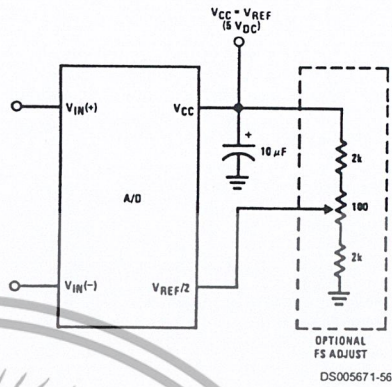 VCC = VREF
(5 VDC)
VIN(+)
VCC
+
10 µF
2k
A/D
100
2k
VIN(−)
VREF/2
OPTIONAL
FS ADJUST
DS005671-56